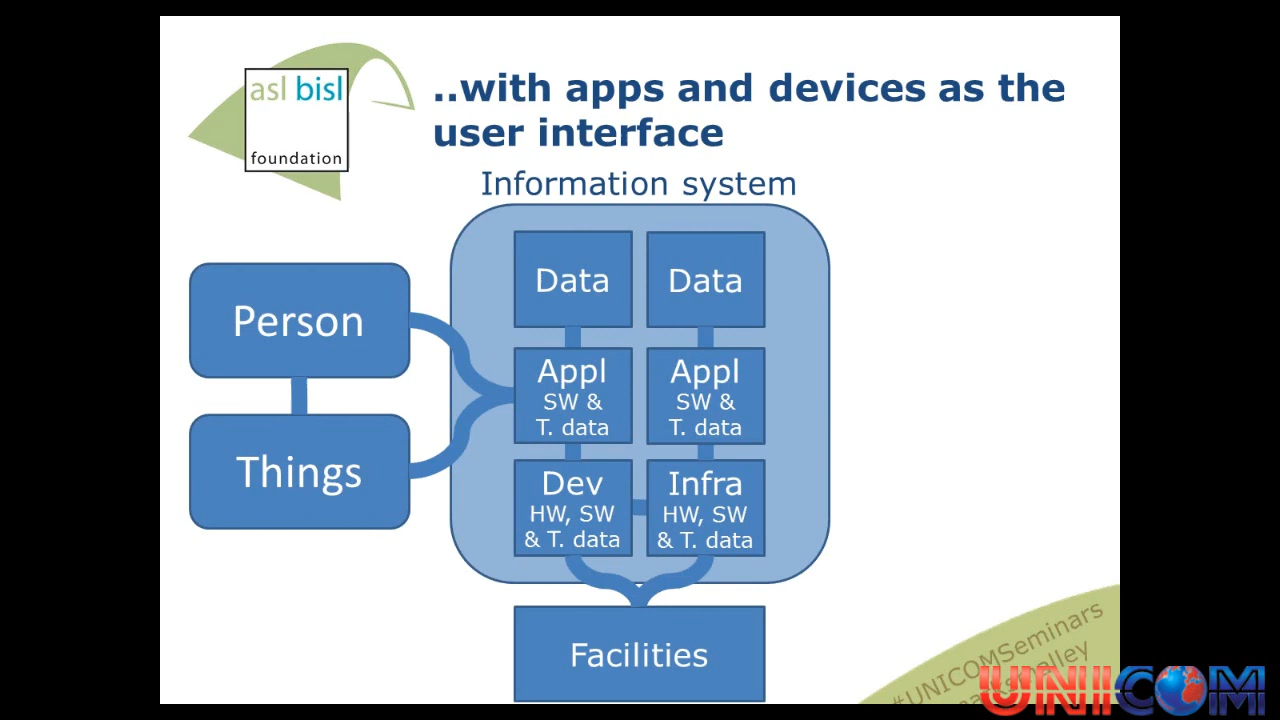 asl bisl
foundation
..with apps and devices as the
user interface
Information system
Person
Things
Data
Appl
SW &
T. data
Dev
HW, SW
& T. data
Data
Appl
SW &
T. data
Infra
HW, SW
& T. data
Facilities
#UNICOMSeminars
UNICOM